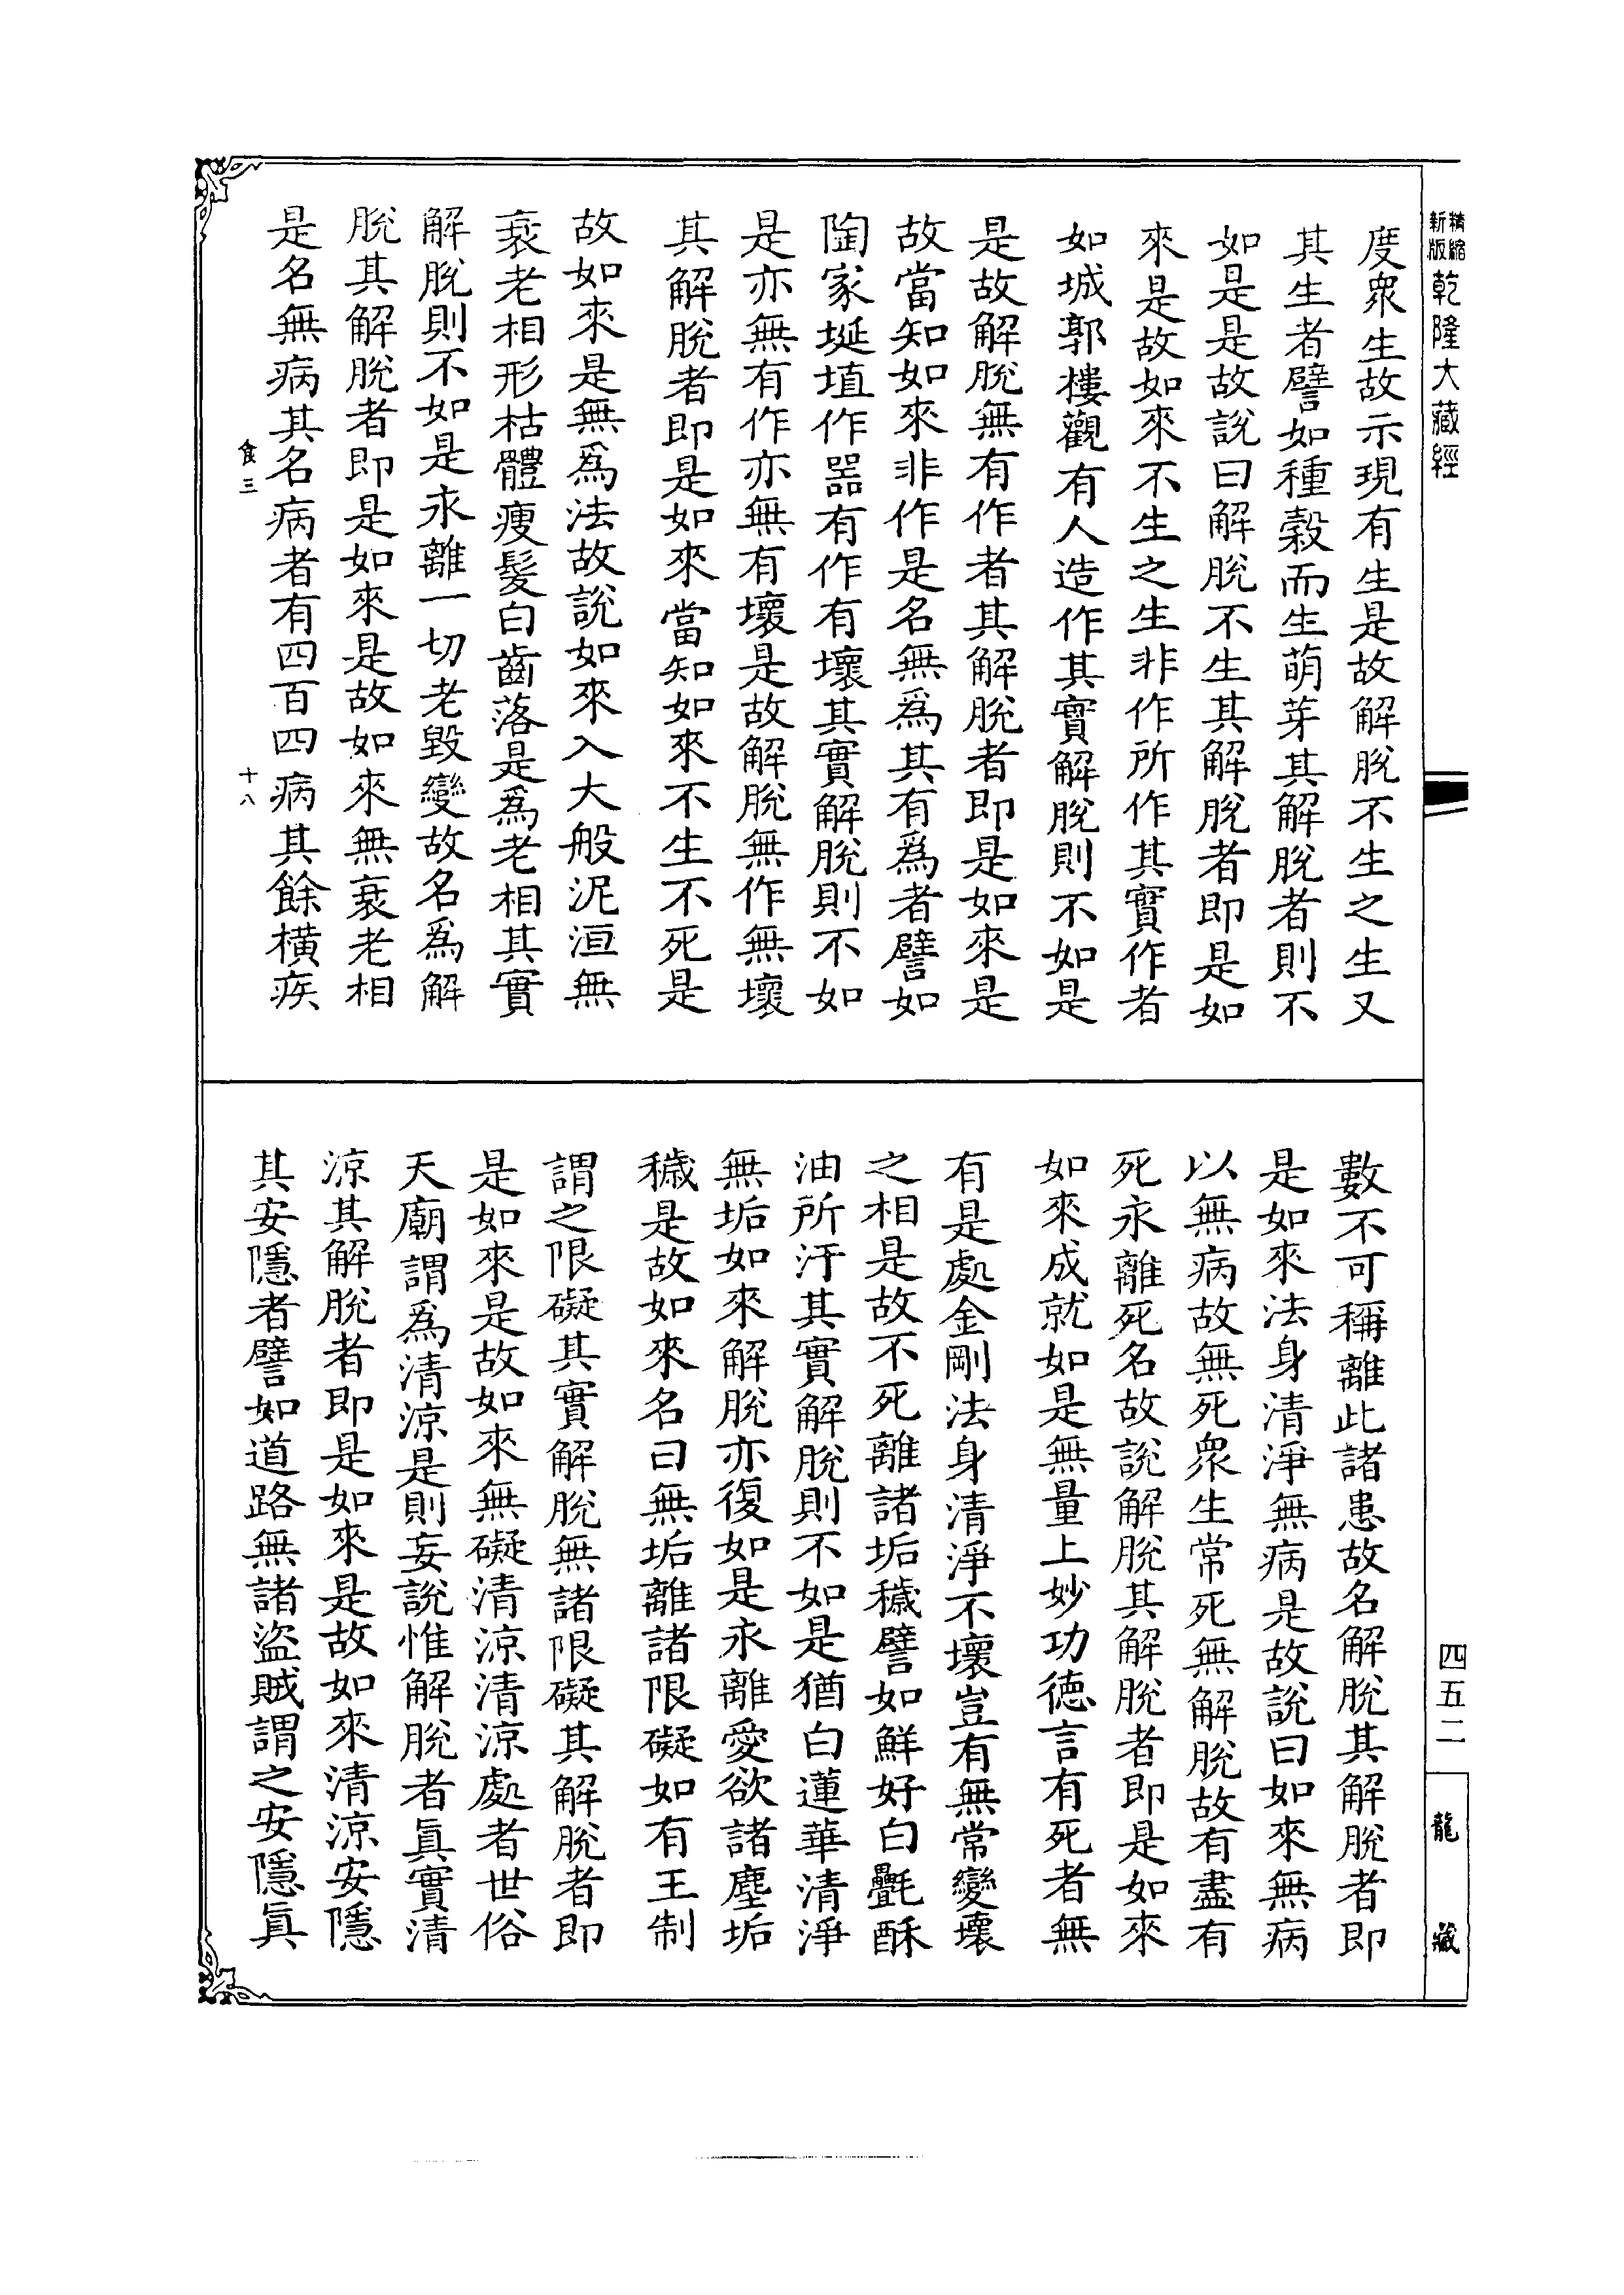 精縮
新版
乾隆大藏經
度衆生故示現有生是故解脫不生之生又
其生者譬如種穀而生萌芽其解脫者則不
如是是故說曰解脫不生其解脫者即是如
來是故如來不生之生非作所作其實作者
如城郭樓觀有人造作其實解脫則不如是
是故解脫無有作者其解脫者即是如來是
故當知如來非作是名無爲其有爲者譬如
陶家埏埴作器有作有壞其實解脫則不如
是亦無有作亦無有壞是故解脫無作無壞
其解脫者即是如來當知如來不生不死是
故如來是無爲法故說如來入大般泥洹無
衰老相形枯體瘦髮白齒落是爲老相其實
解脫則不如是永離一切老毀變故名爲解
脫其解脫者即是如來是故如來無衰老相
是名無病其名病者有四百四病其餘橫疾
食三
十八
數不可稱離此諸患故名解脫其解脫者即
是如來法身清淨無病是故說曰如來無病
以無病故無死衆生常死無解脫故有盡有
死永離死名故說解脫其解脫者即是如來
如來成就如是無量上妙功德言有死者無
有是處金剛法身清淨不壞豈有無常變壞
之相是故不死離諸垢穢譬如鮮好白㲲酥
油所汙其實解脫則不如是猶白蓮華清淨
無垢如來解脫亦復如是永離愛欲諸塵垢
穢是故如來名曰無垢離諸限礙如有王制
謂之限礙其實解脫無諸限礙其解脫者即
是如來是故如來無礙清涼清涼處者世俗
天廟謂爲清涼是則妄說惟解脫者眞實清
涼其解脫者即是如來是故如來清涼安隱
其安隱者譬如道路無諸盜賊謂之安隱眞
四五二
龍藏